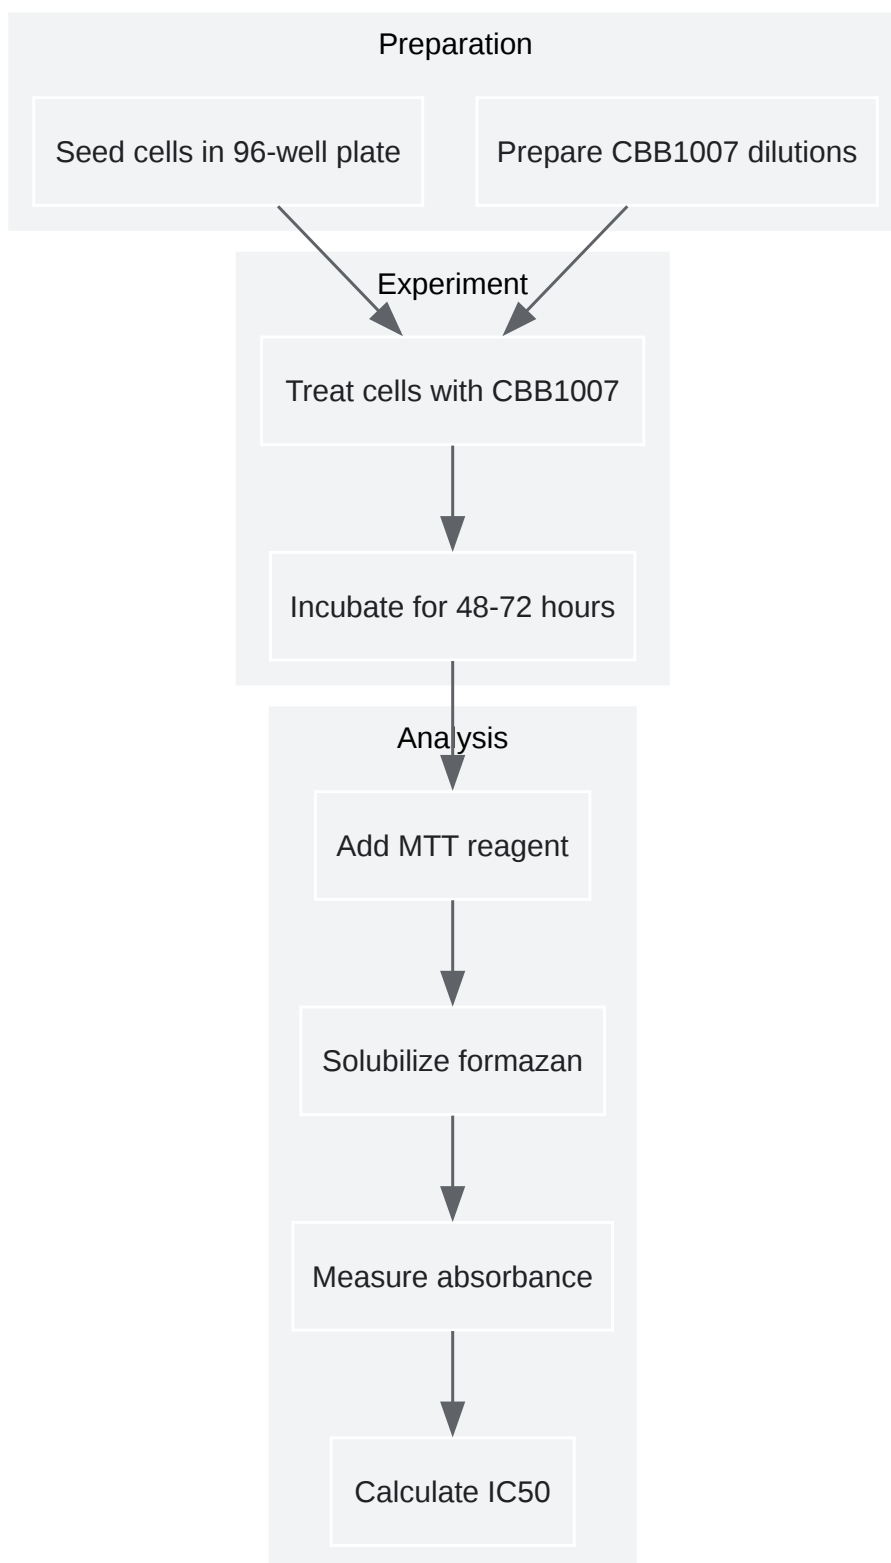 Preparation
Seed cells in 96-well plate
Prepare CBB1007 dilutions
Experiment
Treat cells with CBB1007
Incubate for 48-72 hours
Analysis
Add MTT reagent
Solubilize formazan
Measure absorbance
Calculate IC50